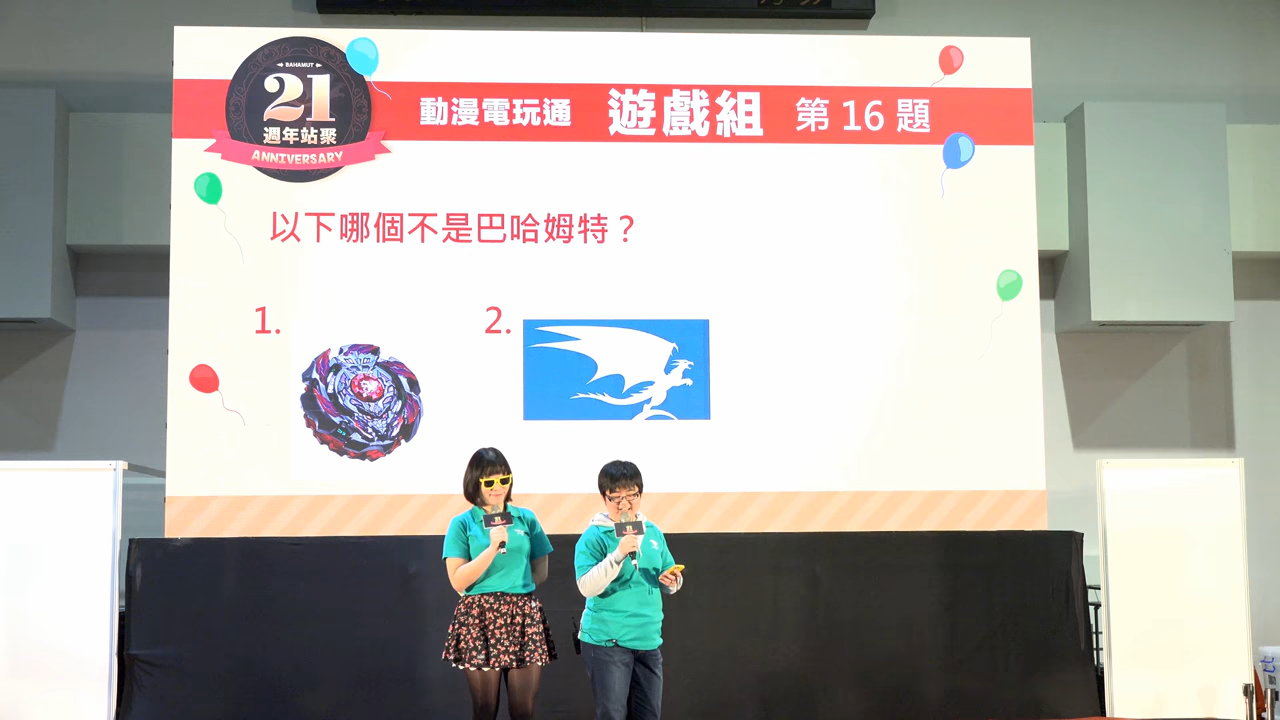 BAHAMUT
21
週年站聚
ANNIVERSARY
動漫電玩通 遊戲組 第 16 題
以下哪個不是巴哈姆特？
1.
2.